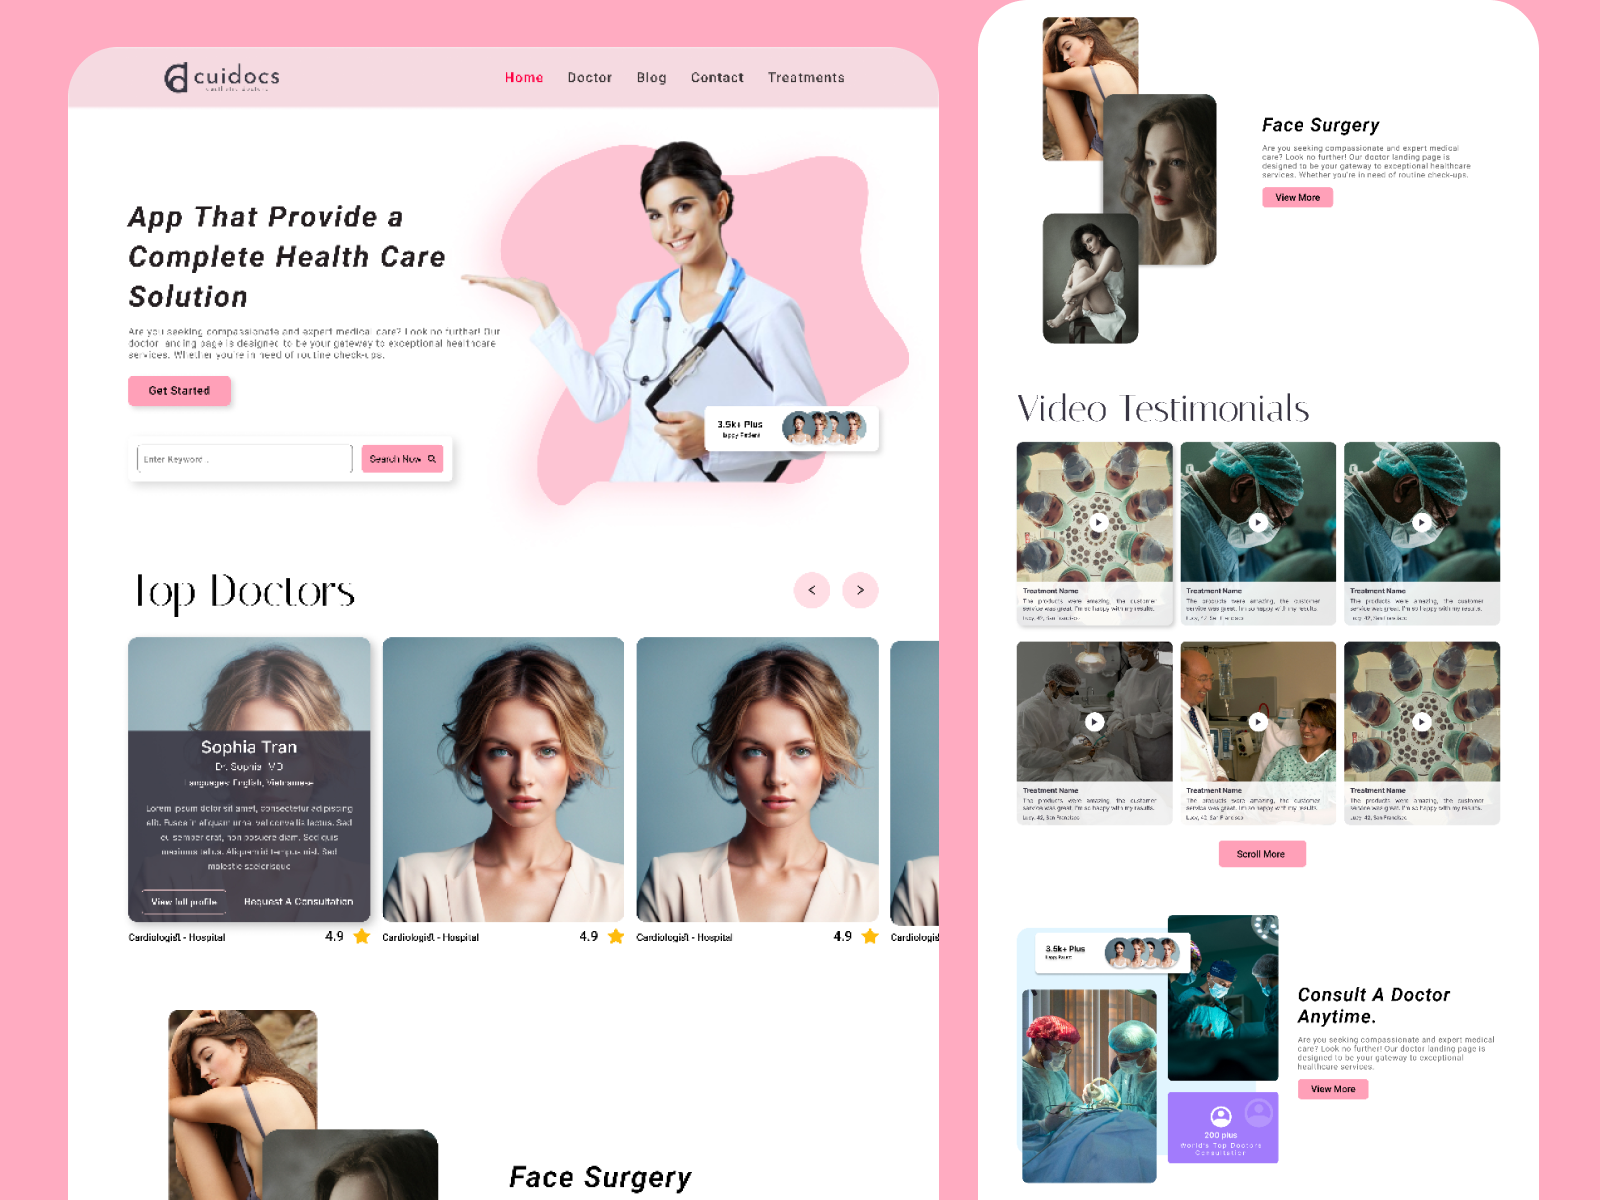 cuidocs
Home Doctor Blog Contact Treatments
App That Provide a
Complete Health Care
Solution
Are you seeking compassionate and expert medical care? Look no further! Our
doctor landing page is designed to be your gateway to exceptional healthcare
services. Whether you're in need of routine check-ups.
Get Started
3.5k+ Plus
Happy Patient
Enter Keyword...
Search Now
Top Doctors
< >
Sophia Tran
Dr. Sophia MD
Languages: English, Vietnamese
Lorem ipsum dolor sit amet, consectetur adipiscing
elit. Fusce in aliquam urna, vel convallis lectus. Sed
eu semper erat, non posuere diam. Sed quis
maximus tellus. Aliquam id tempus nisl. Sed
molestie scelerisque
View full profile Request A Consultation
Cardiologist - Hospital 4.9
Cardiologist - Hospital 4.9
Cardiologist - Hospital 4.9
Cardiologis
Face Surgery
Face Surgery
Are you seeking compassionate and expert medical
care? Look no further! Our doctor landing page is
designed to be your gateway to exceptional healthcare
services. Whether you're in need of routine check-ups.
View More
Video Testimonials
Treatment Name
The products were amazing, the customer
service was great. I'm so happy with my results.
Lucy, 42, San Francisco
Treatment Name
The products were amazing, the customer
service was great. I'm so happy with my results.
Lucy, 42, San Francisco
Treatment Name
The products were amazing, the customer
service was great. I'm so happy with my results.
Lucy, 42, San Francisco
Treatment Name
The products were amazing, the customer
service was great. I'm so happy with my results.
Lucy, 42, San Francisco
Treatment Name
The products were amazing, the customer
service was great. I'm so happy with my results.
Lucy, 42, San Francisco
Treatment Name
The products were amazing, the customer
service was great. I'm so happy with my results.
Lucy, 42, San Francisco
Scroll More
3.5k+ Plus
Happy Patient
Consult A Doctor
Anytime.
Are you seeking compassionate and expert medical
care? Look no further! Our doctor landing page is
designed to be your gateway to exceptional
healthcare services.
View More
200 plus
World's Top Doctors
Consultation